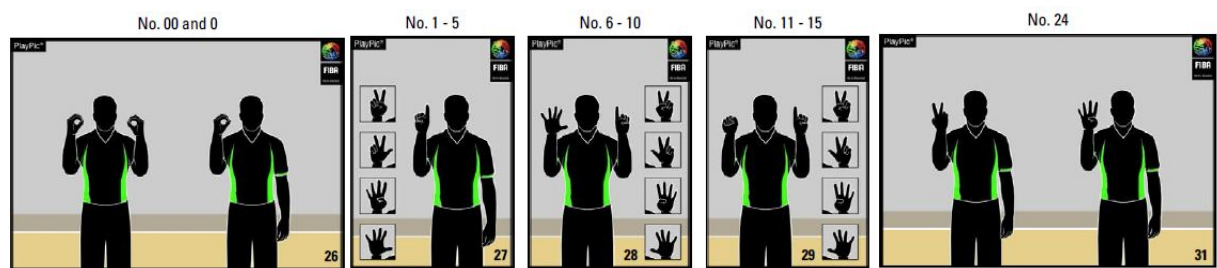 No. 00 and 0
No. 1 - 5
No. 6 - 10
No. 11 - 15
No. 24
PlayPic®
FIBA
26
PlayPic®
FIBA
27
PlayPic®
FIBA
28
PlayPic®
FIBA
29
PlayPic®
FIBA
31